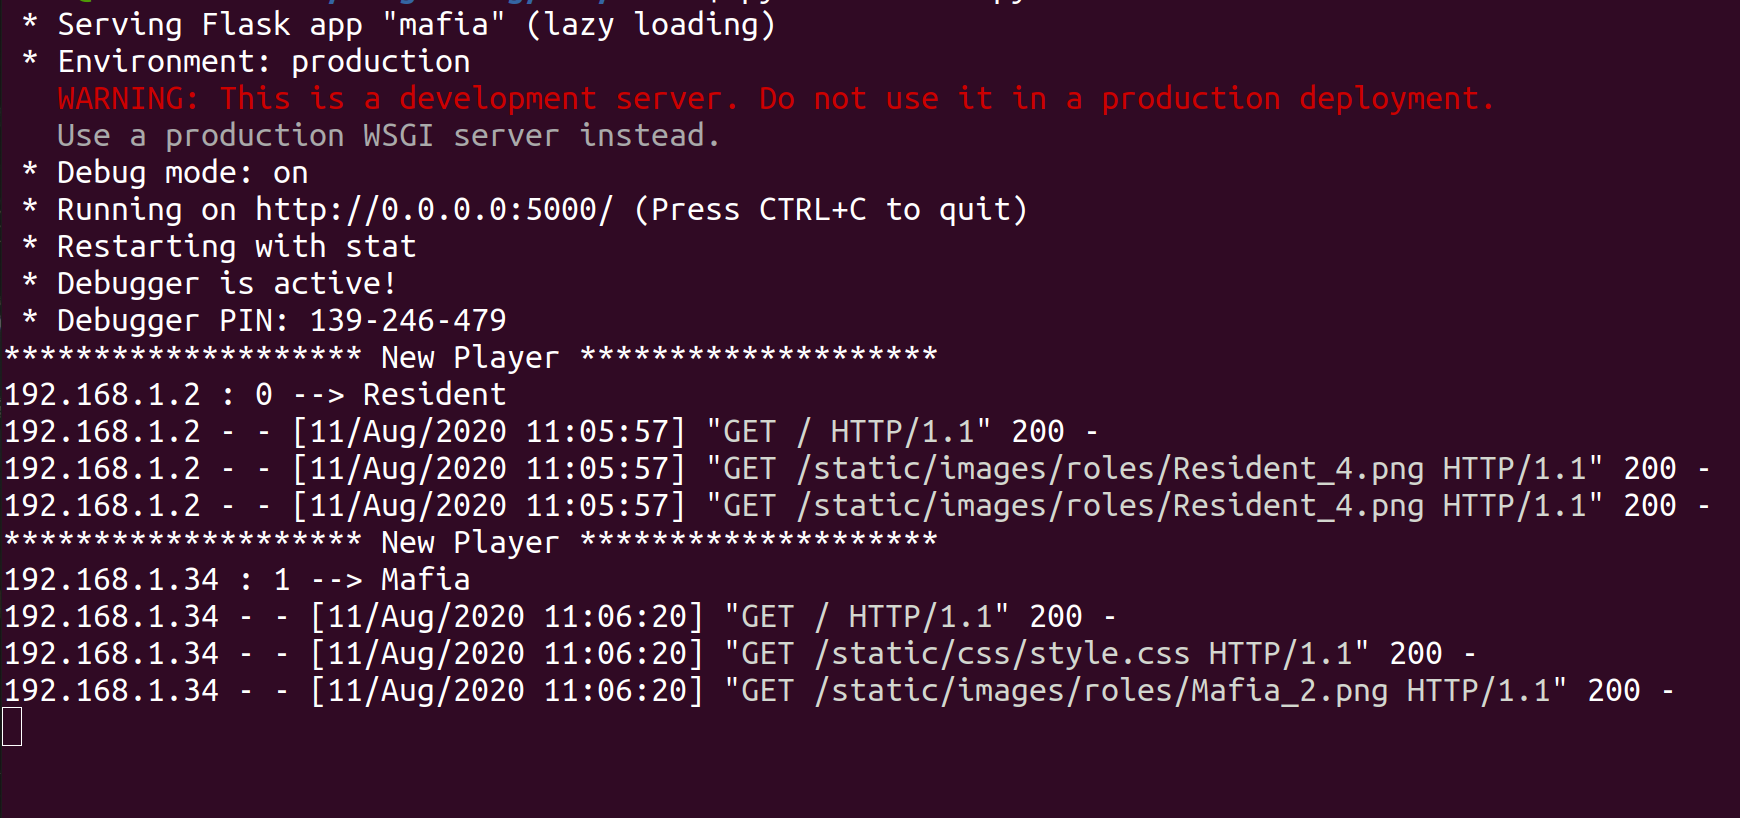 * Serving Flask app "mafia" (lazy loading)
* Environment: production
WARNING: This is a development server. Do not use it in a production deployment.
Use a production WSGI server instead.
* Debug mode: on
* Running on http://0.0.0.0:5000/ (Press CTRL+C to quit)
* Restarting with stat
* Debugger is active!
* Debugger PIN: 139-246-479
******************** New Player ********************
192.168.1.2 : 0 --> Resident
192.168.1.2 - - [11/Aug/2020 11:05:57] "GET / HTTP/1.1" 200 -
192.168.1.2 - - [11/Aug/2020 11:05:57] "GET /static/images/roles/Resident_4.png HTTP/1.1" 200 -
192.168.1.2 - - [11/Aug/2020 11:05:57] "GET /static/images/roles/Resident_4.png HTTP/1.1" 200 -
******************** New Player ********************
192.168.1.34 : 1 --> Mafia
192.168.1.34 - - [11/Aug/2020 11:06:20] "GET / HTTP/1.1" 200 -
192.168.1.34 - - [11/Aug/2020 11:06:20] "GET /static/css/style.css HTTP/1.1" 200 -
192.168.1.34 - - [11/Aug/2020 11:06:20] "GET /static/images/roles/Mafia_2.png HTTP/1.1" 200 -